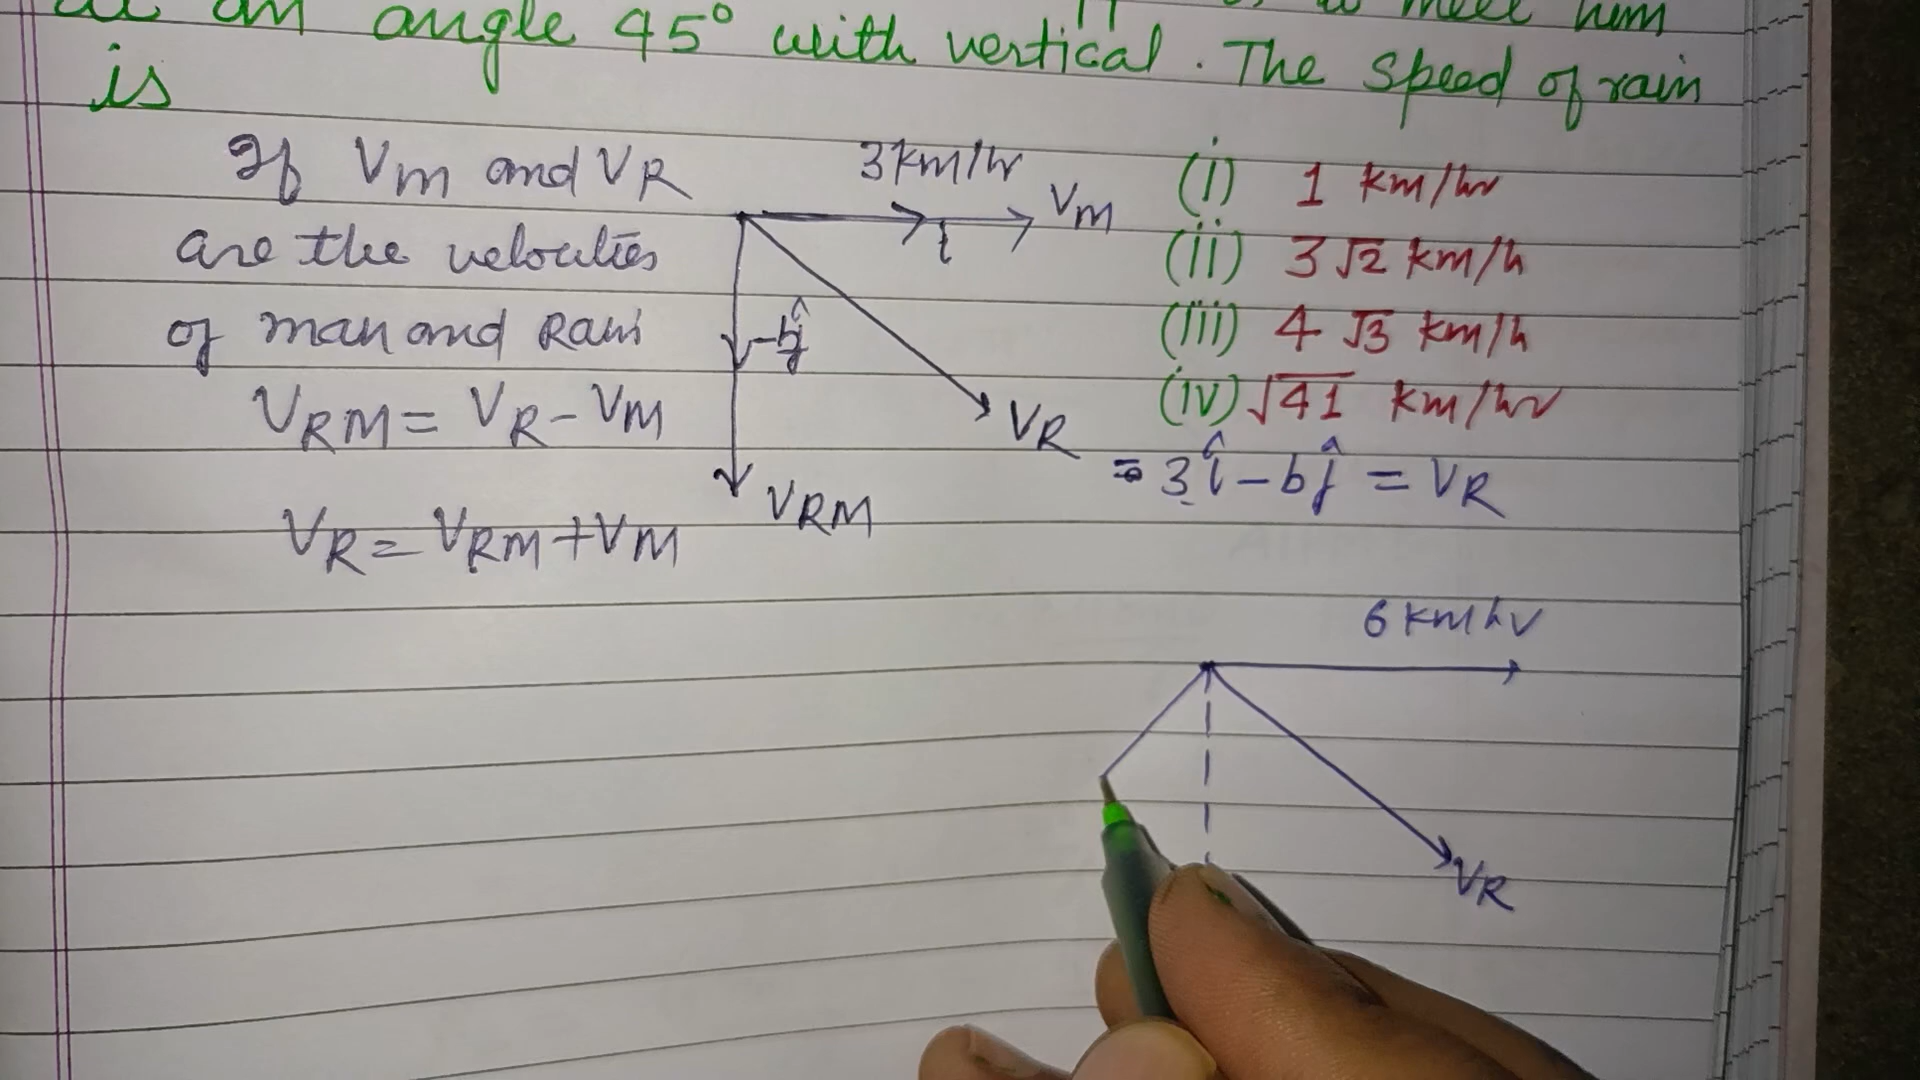 an angle 45° with vertical. The speed of rain
is
If Vm and VR
are the velocities
of man and Rain
VRM = VR - VM
VR = VRM + VM
3 km/hr
Vm
î
-bĵ
VR
VRM
(i) 1 km/hr
(ii) 3√2 km/h
(iii) 4√3 km/h
(iv) √41 km/hr
= 3î - bĵ = VR
6 km hr
VR